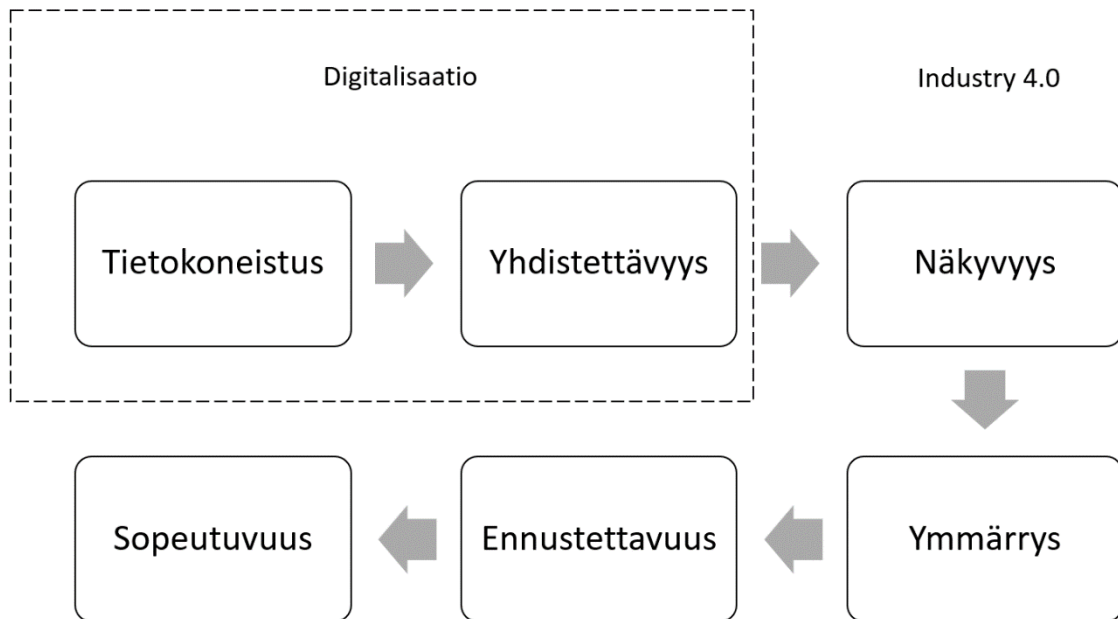 Digitalisaatio
Industry 4.0
Tietokoneistus
Yhdistettävyys
Näkyvyys
Ymmärrys
Ennustettavuus
Sopeutuvuus